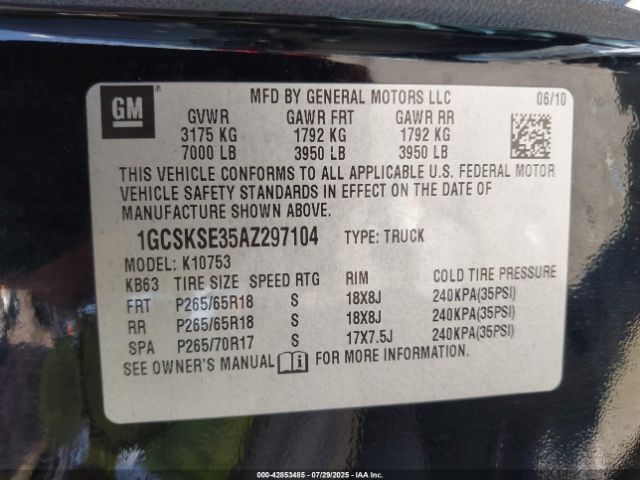 GM
MFD BY GENERAL MOTORS LLC 06/10
GVWR GAWR FRT GAWR RR
3175 KG 1792 KG 1792 KG
7000 LB 3950 LB 3950 LB
THIS VEHICLE CONFORMS TO ALL APPLICABLE U.S. FEDERAL MOTOR
VEHICLE SAFETY STANDARDS IN EFFECT ON THE DATE OF
MANUFACTURE SHOWN ABOVE.
1GCSKSE35AZ297104 TYPE: TRUCK
MODEL: K10753
KB63 TIRE SIZE SPEED RTG RIM COLD TIRE PRESSURE
FRT P265/65R18 S 18X8J 240KPA(35PSI)
RR P265/65R18 S 18X8J 240KPA(35PSI)
SPA P265/70R17 S 17X7.5J 240KPA(35PSI)
SEE OWNER'S MANUAL FOR MORE INFORMATION.
000-42853485 - 07/29/2025 - IAA4485